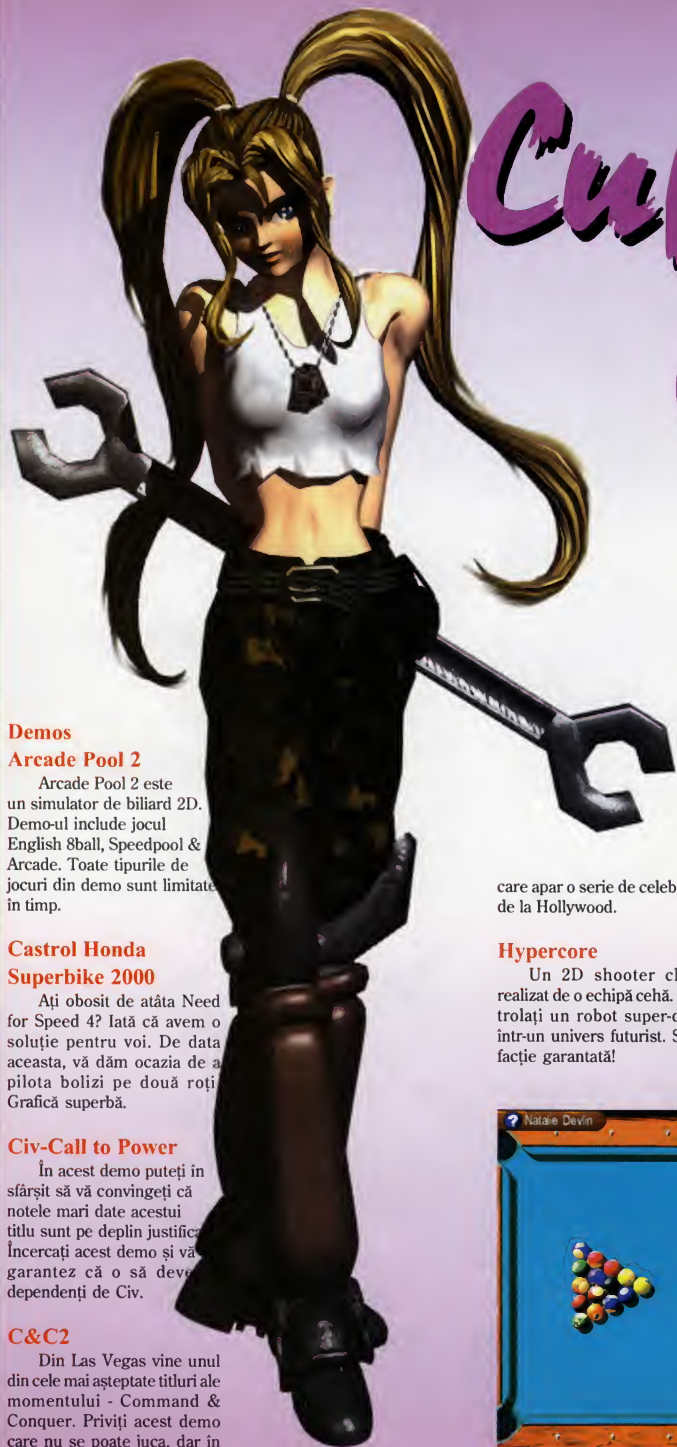 Demos
Arcade Pool 2
Arcade Pool 2 este
un simulator de biliard 2D.
Demo-ul include jocul
English 8ball, Speedpool &
Arcade. Toate tipurile de
jocuri din demo sunt limitate
în timp.
Castrol Honda
Superbike 2000
Ați obosit de atâta Need
for Speed 4? Iată că avem o
soluție pentru voi. De data
aceasta, vă dăm ocazia de a
pilota bolizi pe două roți
Grafică superbă.
Civ-Call to Power
În acest demo puteți în
sfârșit să vă convingeți că
notele mari date acestui
titlu sunt pe deplin
Încercați acest demo și vă
garantez că o să
dependenți de Civ.
C&C2
Din Las Vegas vine unul
din cele mai așteptate titluri ale
momentului - Command &
Conquer. Priviți acest demo
care nu se poate juca, dar în
care apar o serie de
de la Hollywood.
Hypercore
Un 2D shooter
realizat de o echipă cehă.
un robot
într-un univers futurist.
garantată!
Natalie Devlin